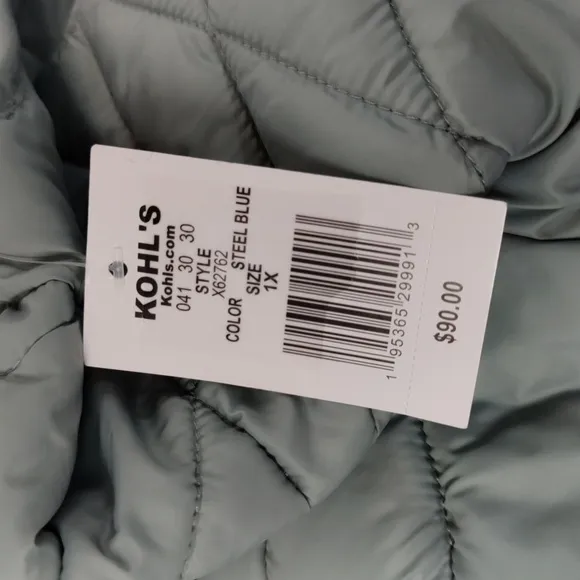 KOHL'S
Kohls.com
041 30 30
STYLE
X62762
COLOR STEEL BLUE
SIZE
1X
1 95365 29991 3
$90.00